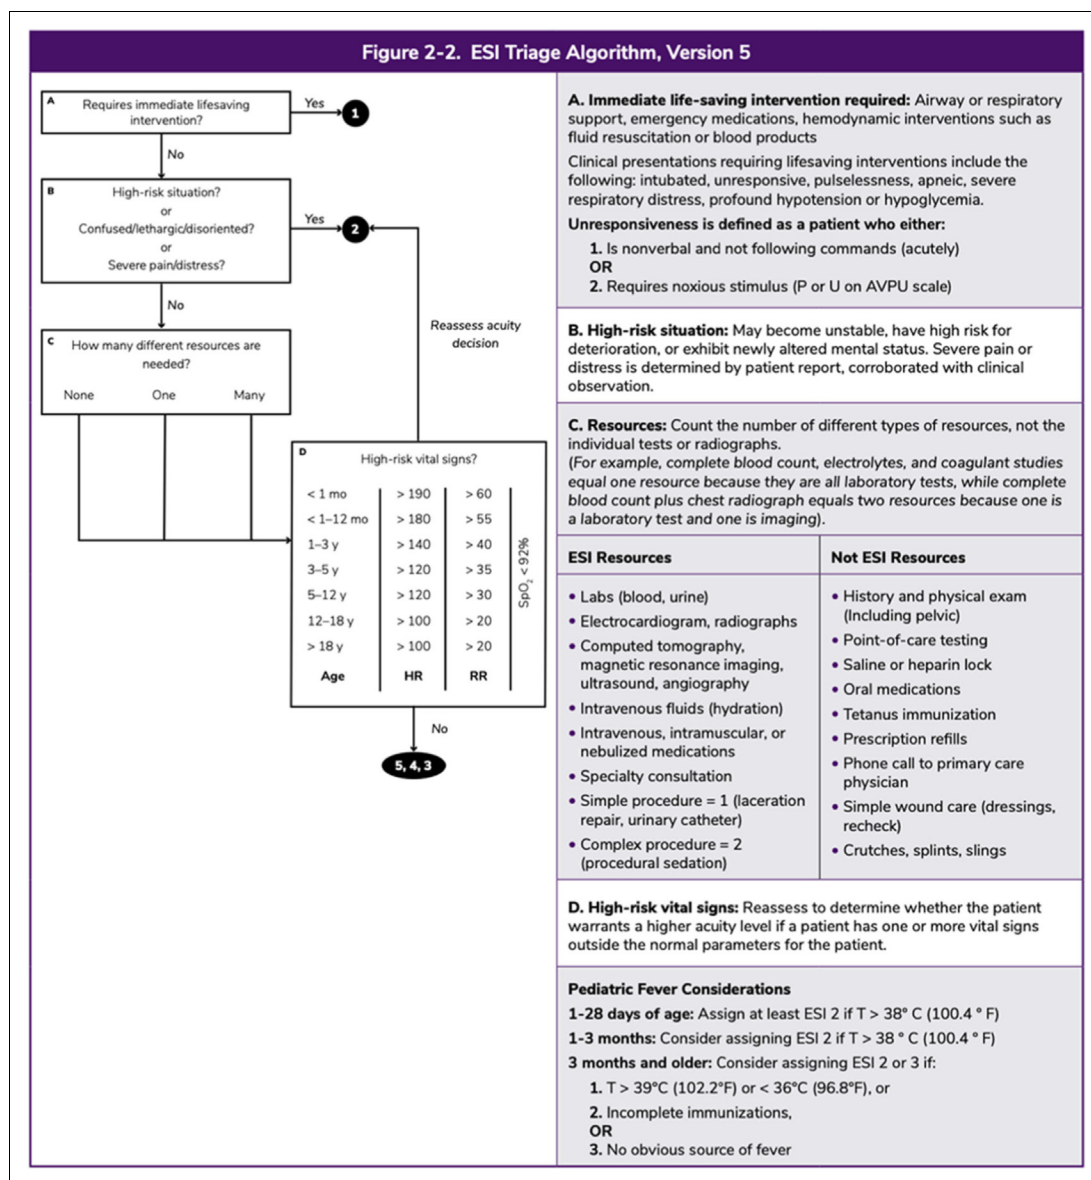 Figure 2-2. ESI Triage Algorithm, Version 5
A
Requires immediate lifesaving
intervention?
Yes
1
No
B
High-risk situation?
or
Confused/lethargic/disoriented?
or
Severe pain/distress?
Yes
2
No
Reassess acuity
decision
C
How many different resources are
needed?
None One Many
D
High-risk vital signs?
< 1 mo > 190 > 60
< 1–12 mo > 180 > 55
1–3 y > 140 > 40
3–5 y > 120 > 35
5–12 y > 120 > 30
12–18 y > 100 > 20
> 18 y > 100 > 20
Age HR RR
SpO₂ < 92%
No
5, 4, 3
A. Immediate life-saving intervention required: Airway or respiratory
support, emergency medications, hemodynamic interventions such as
fluid resuscitation or blood products
Clinical presentations requiring lifesaving interventions include the
following: intubated, unresponsive, pulselessness, apneic, severe
respiratory distress, profound hypotension or hypoglycemia.
Unresponsiveness is defined as a patient who either:
1. Is nonverbal and not following commands (acutely)
OR
2. Requires noxious stimulus (P or U on AVPU scale)
B. High-risk situation: May become unstable, have high risk for
deterioration, or exhibit newly altered mental status. Severe pain or
distress is determined by patient report, corroborated with clinical
observation.
C. Resources: Count the number of different types of resources, not the
individual tests or radiographs.
(For example, complete blood count, electrolytes, and coagulant studies
equal one resource because they are all laboratory tests, while complete
blood count plus chest radiograph equals two resources because one is
a laboratory test and one is imaging).
ESI Resources
• Labs (blood, urine)
• Electrocardiogram, radiographs
• Computed tomography,
magnetic resonance imaging,
ultrasound, angiography
• Intravenous fluids (hydration)
• Intravenous, intramuscular, or
nebulized medications
• Specialty consultation
• Simple procedure = 1 (laceration
repair, urinary catheter)
• Complex procedure = 2
(procedural sedation)
Not ESI Resources
• History and physical exam
(Including pelvic)
• Point-of-care testing
• Saline or heparin lock
• Oral medications
• Tetanus immunization
• Prescription refills
• Phone call to primary care
physician
• Simple wound care (dressings,
recheck)
• Crutches, splints, slings
D. High-risk vital signs: Reassess to determine whether the patient
warrants a higher acuity level if a patient has one or more vital signs
outside the normal parameters for the patient.
Pediatric Fever Considerations
1-28 days of age: Assign at least ESI 2 if T > 38° C (100.4 ° F)
1-3 months: Consider assigning ESI 2 if T > 38 ° C (100.4 ° F)
3 months and older: Consider assigning ESI 2 or 3 if:
1. T > 39°C (102.2°F) or < 36°C (96.8°F), or
2. Incomplete immunizations,
OR
3. No obvious source of fever